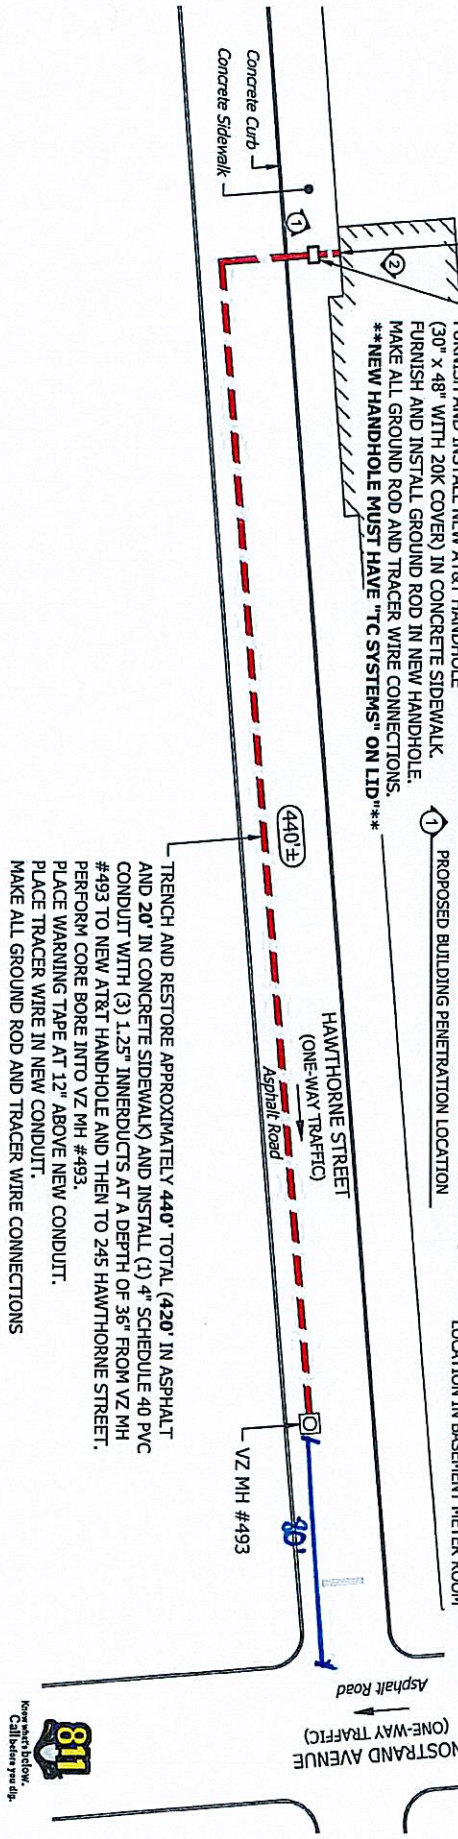 FURNISH AND INSTALL NEW AT&T HANDHOLE
(30" x 48" WITH 20K COVER) IN CONCRETE SIDEWALK.
FURNISH AND INSTALL GROUND ROD IN NEW HANDHOLE.
MAKE ALL GROUND ROD AND TRACER WIRE CONNECTIONS.
**NEW HANDHOLE MUST HAVE "TC SYSTEMS" ON LID"**
1
PROPOSED BUILDING PENETRATION LOCATION
LOCATION IN BASEMENT METER ROOM
Concrete Curb
Concrete Sidewalk
1
2
440'±
HAWTHORNE STREET
(ONE-WAY TRAFFIC)
Asphalt Road
TRENCH AND RESTORE APPROXIMATELY 440' TOTAL (420' IN ASPHALT
AND 20' IN CONCRETE SIDEWALK) AND INSTALL (1) 4" SCHEDULE 40 PVC
CONDUIT WITH (3) 1.25" INNERDUCTS AT A DEPTH OF 36" FROM VZ MH
#493 TO NEW AT&T HANDHOLE AND THEN TO 245 HAWTHORNE STREET.
PERFORM CORE BORE INTO VZ MH #493.
PLACE WARNING TAPE AT 12" ABOVE NEW CONDUIT.
PLACE TRACER WIRE IN NEW CONDUIT.
MAKE ALL GROUND ROD AND TRACER WIRE CONNECTIONS
VZ MH #493
80'
NOSTRAND AVENUE
(ONE-WAY TRAFFIC)
Asphalt Road
811
Know what's below.
Call before you dig.